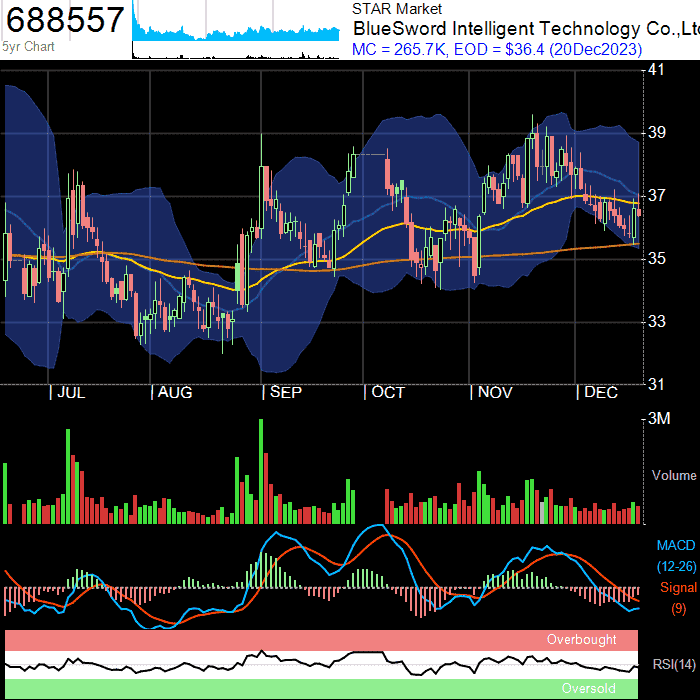 688557
5yr Chart
STAR Market
BlueSword Intelligent Technology Co.,Ltd
MC = 265.7K, EOD = $36.4 (20Dec2023)
41
39
37
35
33
31
| JUL | AUG | SEP | OCT | NOV | DEC
3M
Volume
MACD
(12-26)
Signal
(9)
Overbought
RSI(14)
Oversold